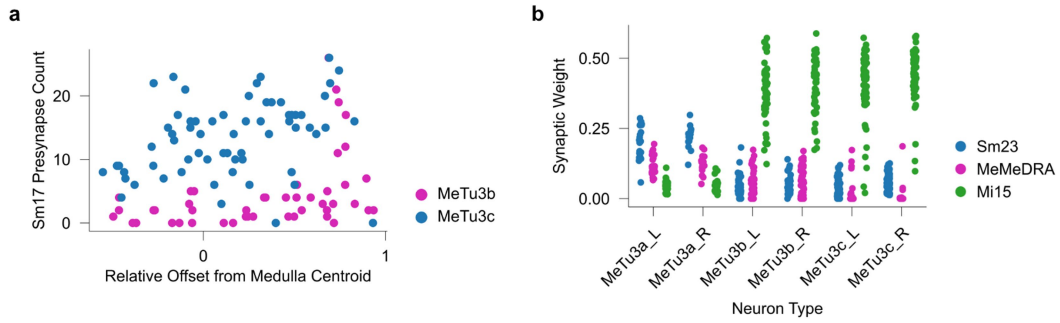 a
Sm17 Presynapse Count
20
10
0
0
1
Relative Offset from Medulla Centroid
MeTu3b
MeTu3c
b
Synaptic Weight
0.50
0.25
0.00
MeTu3a_L
MeTu3a_R
MeTu3b_L
MeTu3b_R
MeTu3c_L
MeTu3c_R
Neuron Type
Sm23
MeMeDRA
Mi15